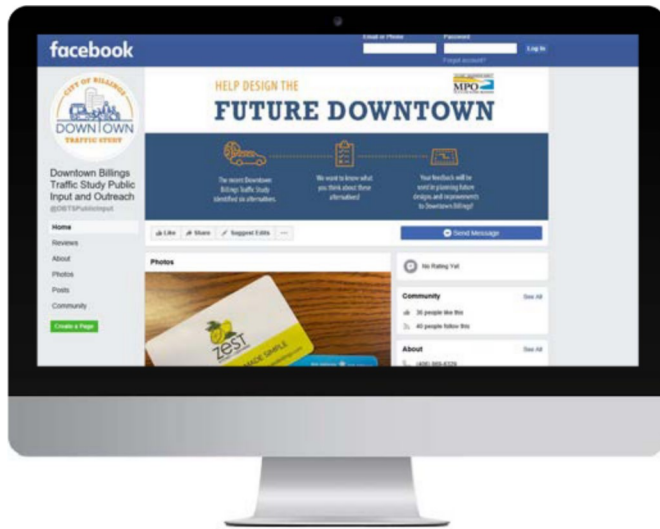 facebook
Email or Phone
Password
Log In
Forgot account?
CITY OF BILLINGS
DOWNTOWN
TRAFFIC STUDY
HELP DESIGN THE
FUTURE DOWNTOWN
MPO
The recent Downtown
Billings Traffic Study
identified six alternatives.
We want to know what
you think about these
alternatives!
Your feedback will be
used in planning future
designs and improvements
to Downtown Billings!
Downtown Billings
Traffic Study Public
Input and Outreach
@DBTSPublicInput
Home
Reviews
About
Photos
Posts
Community
Create a Page
Like
Share
Suggest Edits
Send Message
Photos
zest
MADE SIMPLE
No Rating Yet
Community
See All
36 people like this
40 people follow this
About
See All